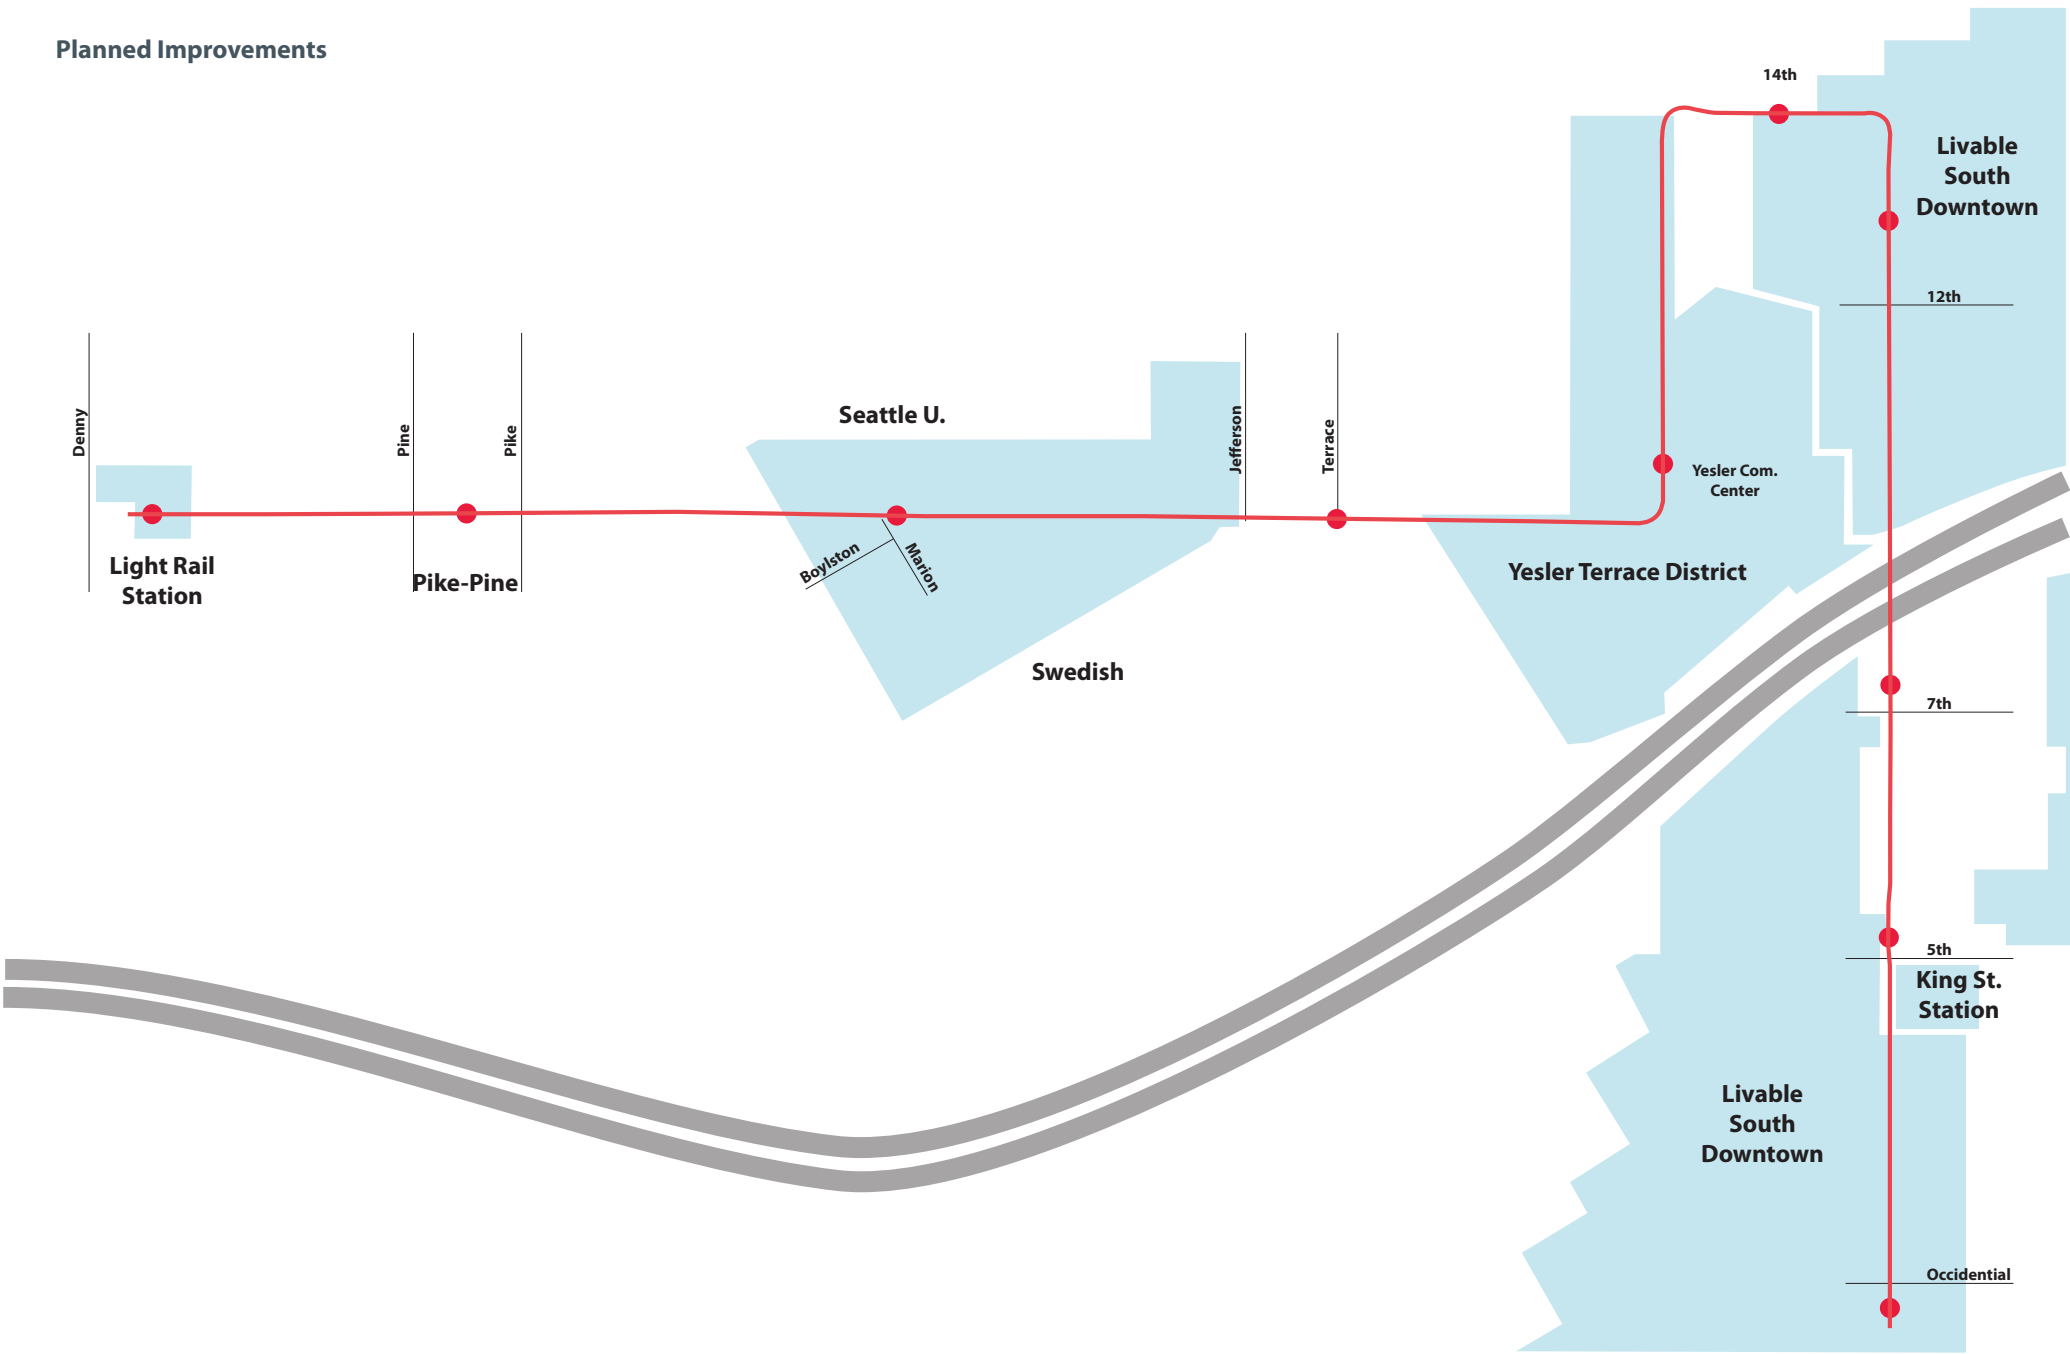 Planned Improvements
14th
Livable
South
Downtown
12th
Denny
Pine
Pike
Seattle U.
Jefferson
Terrace
Yesler Com.
Center
Light Rail
Station
Pike-Pine
Boylston
Marion
Yesler Terrace District
Swedish
7th
5th
King St.
Station
Livable
South
Downtown
Occidental